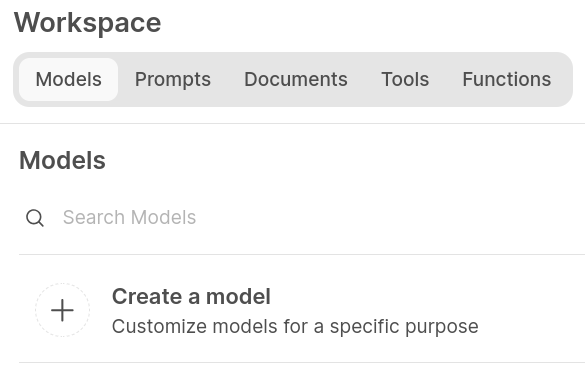 Workspace
Models Prompts Documents Tools Functions
Models
Search Models
Create a model
Customize models for a specific purpose